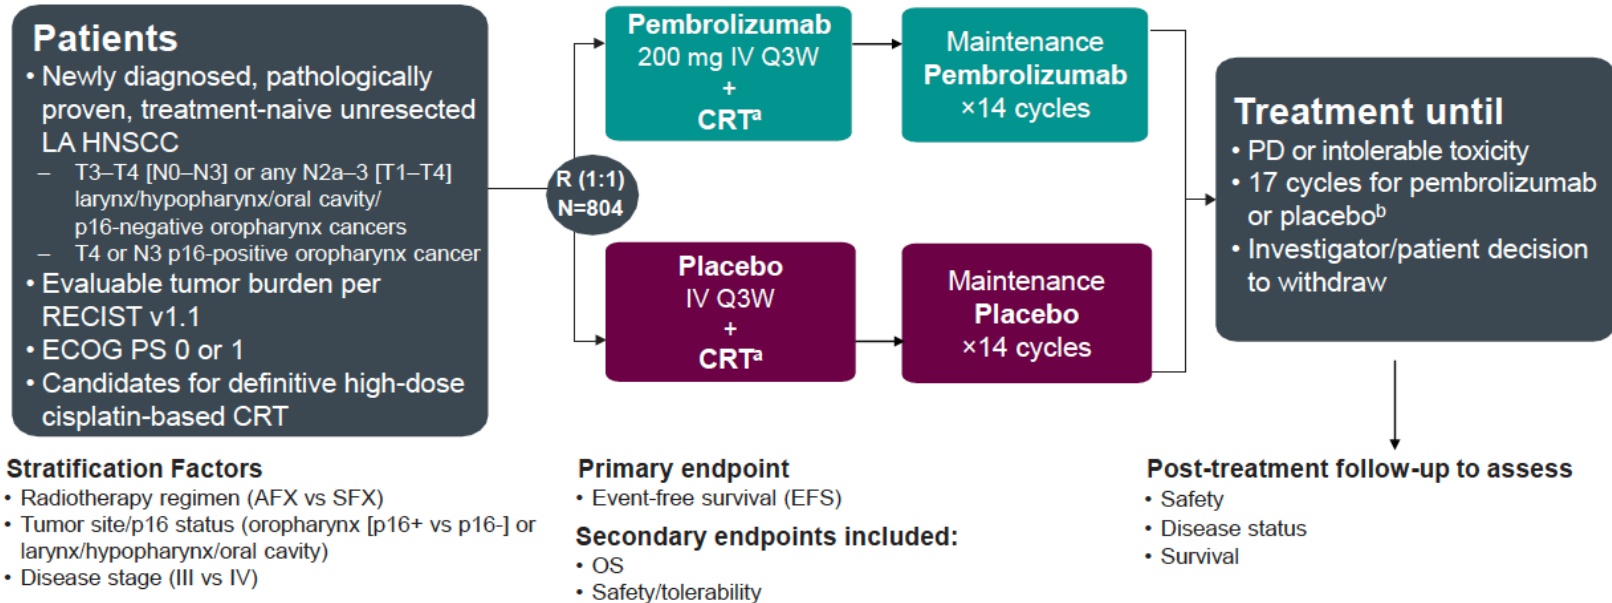 Patients
• Newly diagnosed, pathologically
proven, treatment-naive unresected
LA HNSCC
– T3–T4 [N0–N3] or any N2a–3 [T1–T4]
larynx/hypopharynx/oral cavity/
p16-negative oropharynx cancers
– T4 or N3 p16-positive oropharynx cancer
• Evaluable tumor burden per
RECIST v1.1
• ECOG PS 0 or 1
• Candidates for definitive high-dose
cisplatin-based CRT
R (1:1)
N=804
Pembrolizumab
200 mg IV Q3W
+
CRTᵃ
Maintenance
Pembrolizumab
×14 cycles
Placebo
IV Q3W
+
CRTᵃ
Maintenance
Placebo
×14 cycles
Treatment until
• PD or intolerable toxicity
• 17 cycles for pembrolizumab
or placeboᵇ
• Investigator/patient decision
to withdraw
Stratification Factors
• Radiotherapy regimen (AFX vs SFX)
• Tumor site/p16 status (oropharynx [p16+ vs p16-] or
larynx/hypopharynx/oral cavity)
• Disease stage (III vs IV)
Primary endpoint
• Event-free survival (EFS)
Secondary endpoints included:
• OS
• Safety/tolerability
Post-treatment follow-up to assess
• Safety
• Disease status
• Survival